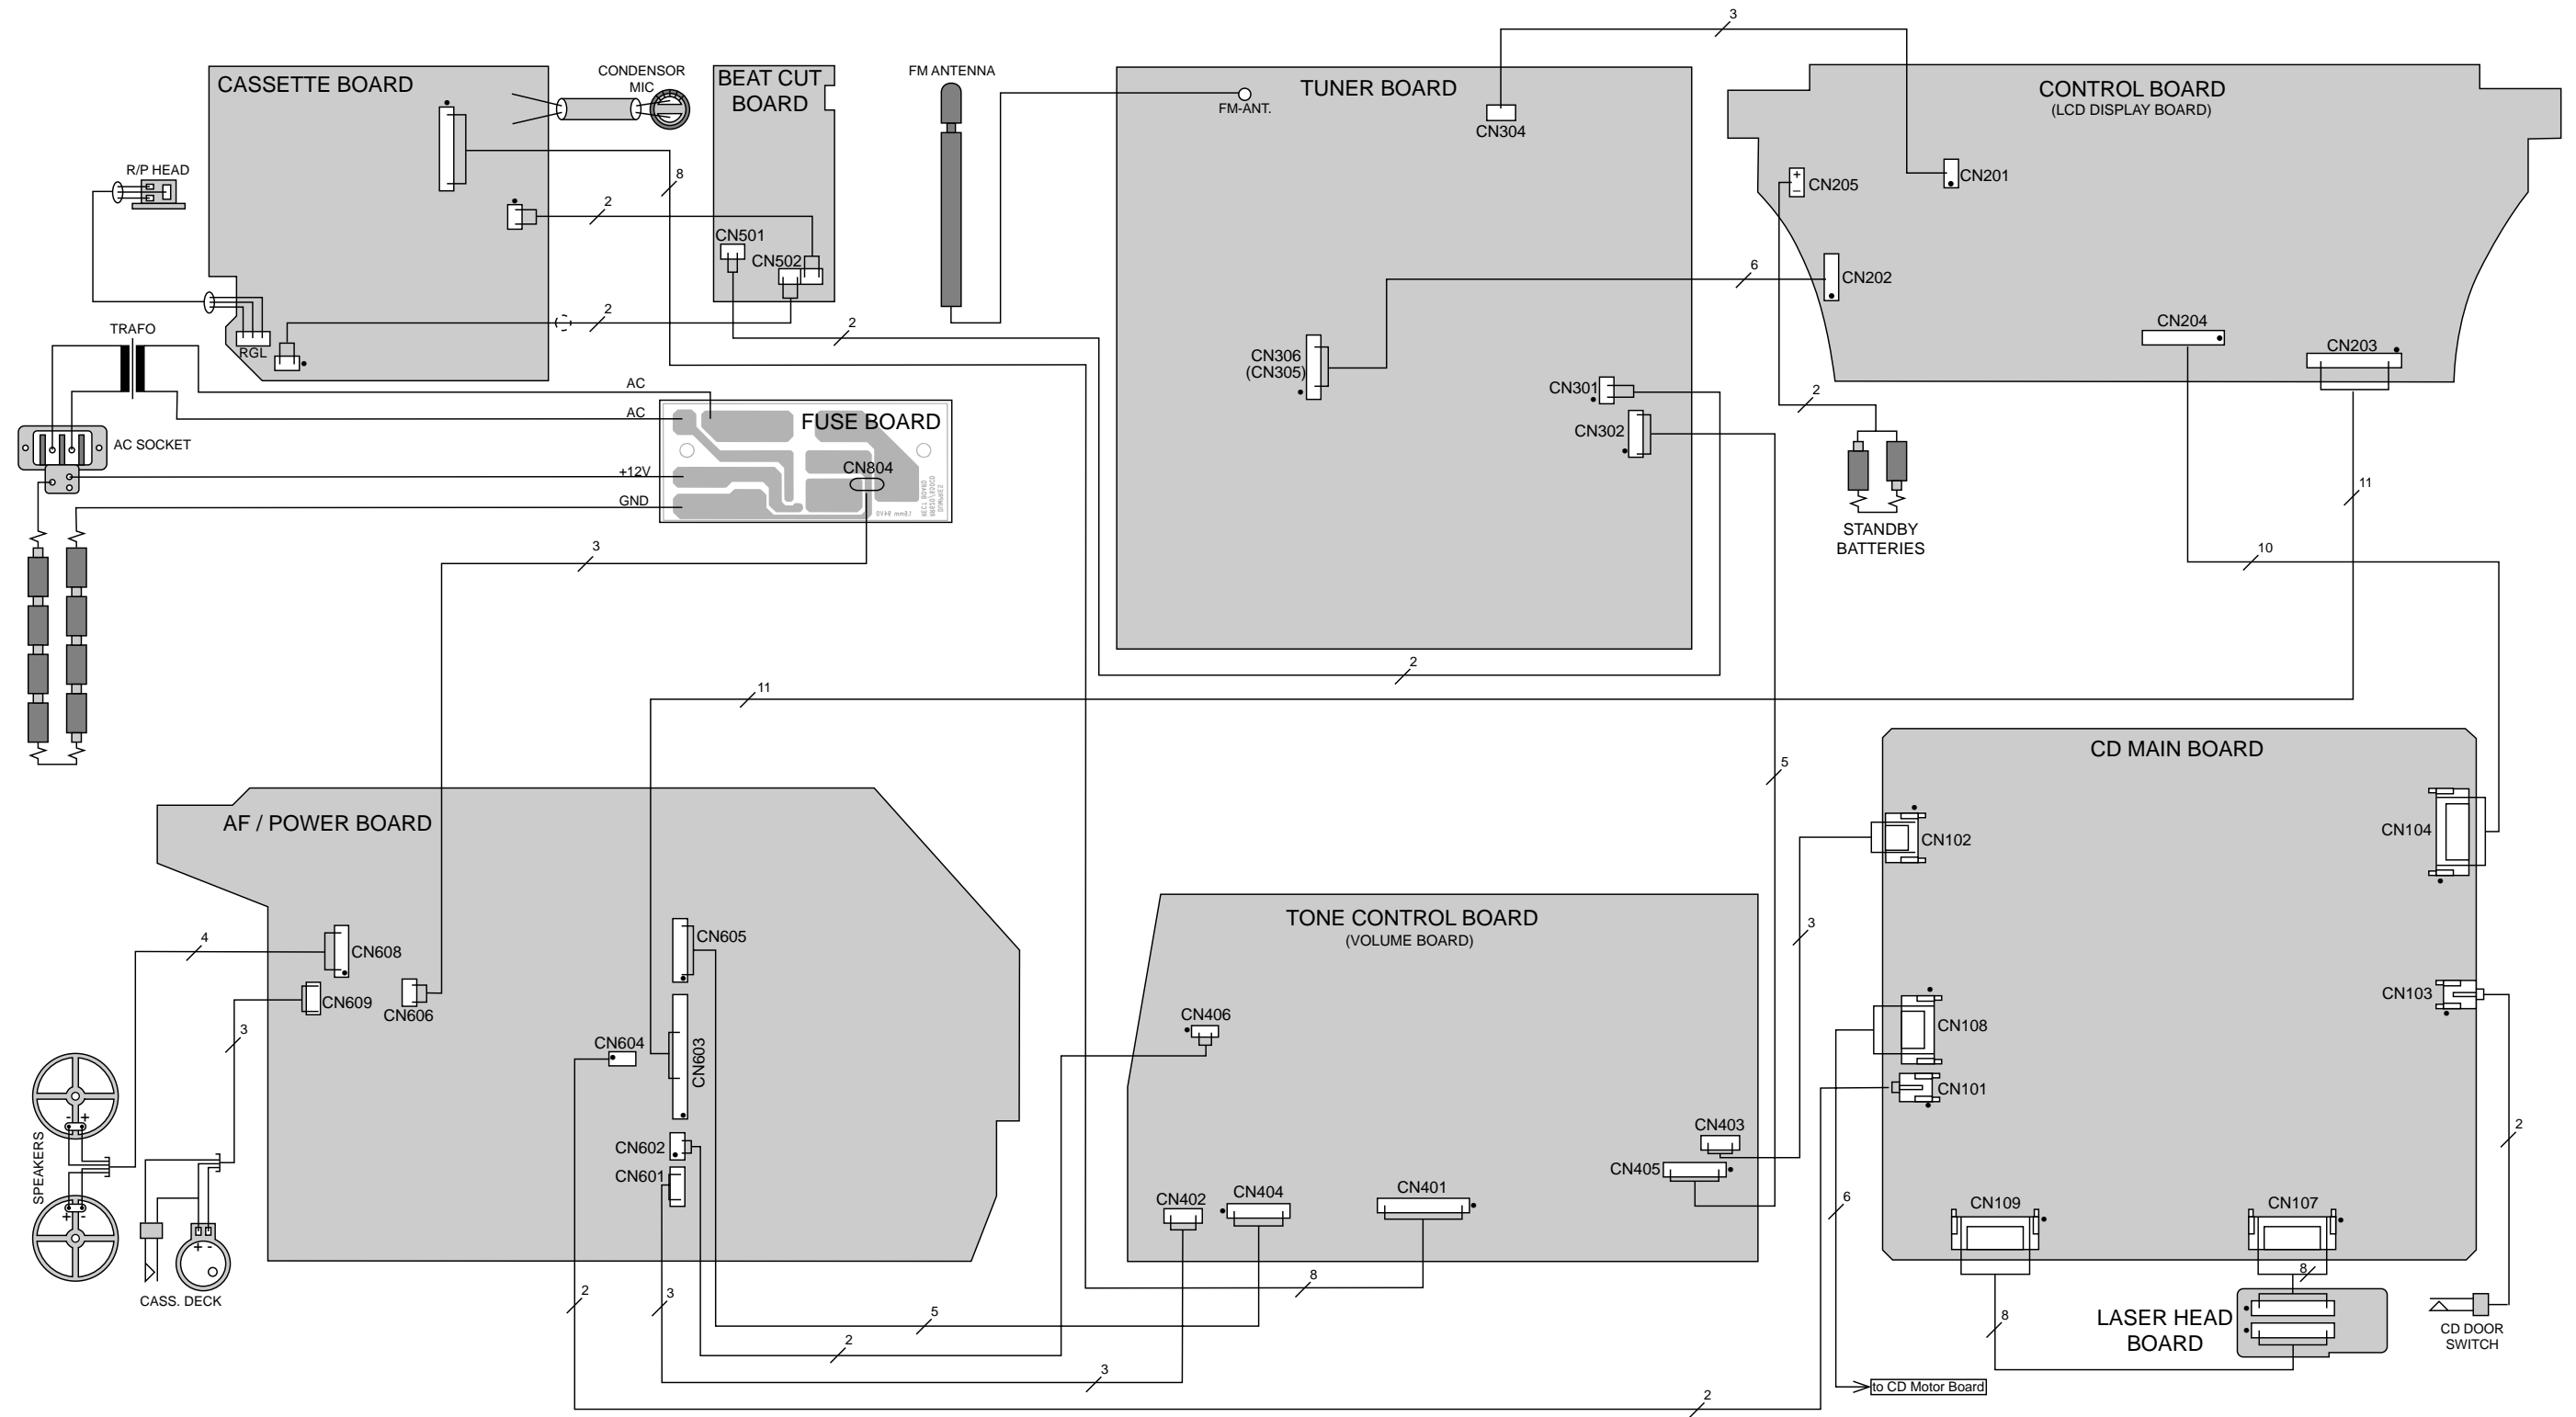 3
CASSETTE BOARD
CONDENSOR
MIC
BEAT CUT
BOARD
FM ANTENNA
TUNER BOARD
FM-ANT.
CN304
CONTROL BOARD
(LCD DISPLAY BOARD)
R/P HEAD
8
2
CN205
+
–
CN201
CN501
CN502
6
CN202
2
2
TRAFO
RGL
CN204
CN203
CN306
(CN305)
CN301
CN302
2
AC
AC
FUSE BOARD
AC SOCKET
+12V
CN804
GND
STANDBY
BATTERIES
11
3
10
2
11
CD MAIN BOARD
5
AF / POWER BOARD
CN102
CN104
TONE CONTROL BOARD
(VOLUME BOARD)
3
4
CN608
CN605
CN609
CN606
3
CN103
CN406
CN108
CN604
CN603
CN101
SPEAKERS
- +
+ -
CN602
CN601
CN403
CN405
2
CN402
CN404
CN401
6
CN109
CN107
+ -
CASS. DECK
2
3
8
8
5
2
3
8
LASER HEAD
BOARD
CD DOOR
SWITCH
to CD Motor Board
2